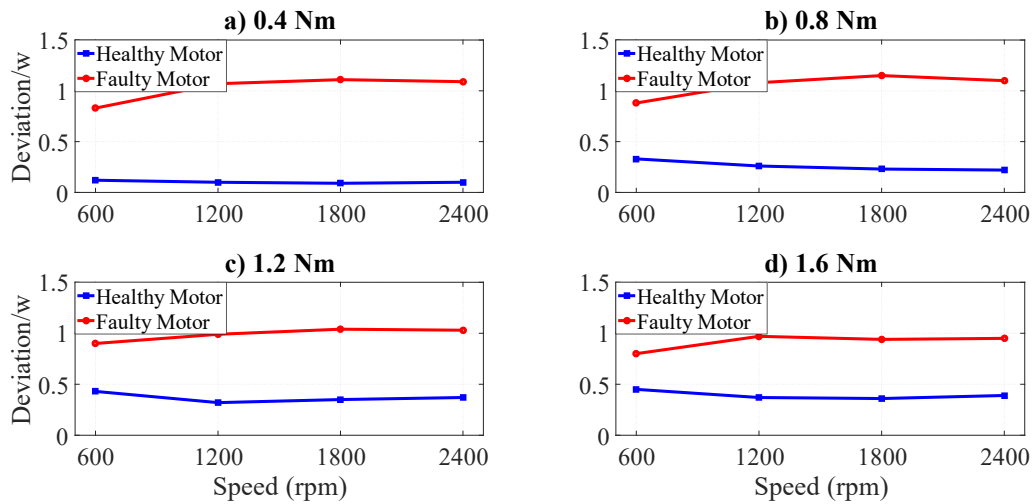 a) 0.4 Nm
Deviation/w
1.5
1
0.5
0
Healthy Motor
Faulty Motor
600 1200 1800 2400
b) 0.8 Nm
1.5
1
0.5
0
Healthy Motor
Faulty Motor
600 1200 1800 2400
c) 1.2 Nm
Deviation/w
1.5
1
0.5
0
Healthy Motor
Faulty Motor
600 1200 1800 2400
Speed (rpm)
d) 1.6 Nm
1.5
1
0.5
0
Healthy Motor
Faulty Motor
600 1200 1800 2400
Speed (rpm)